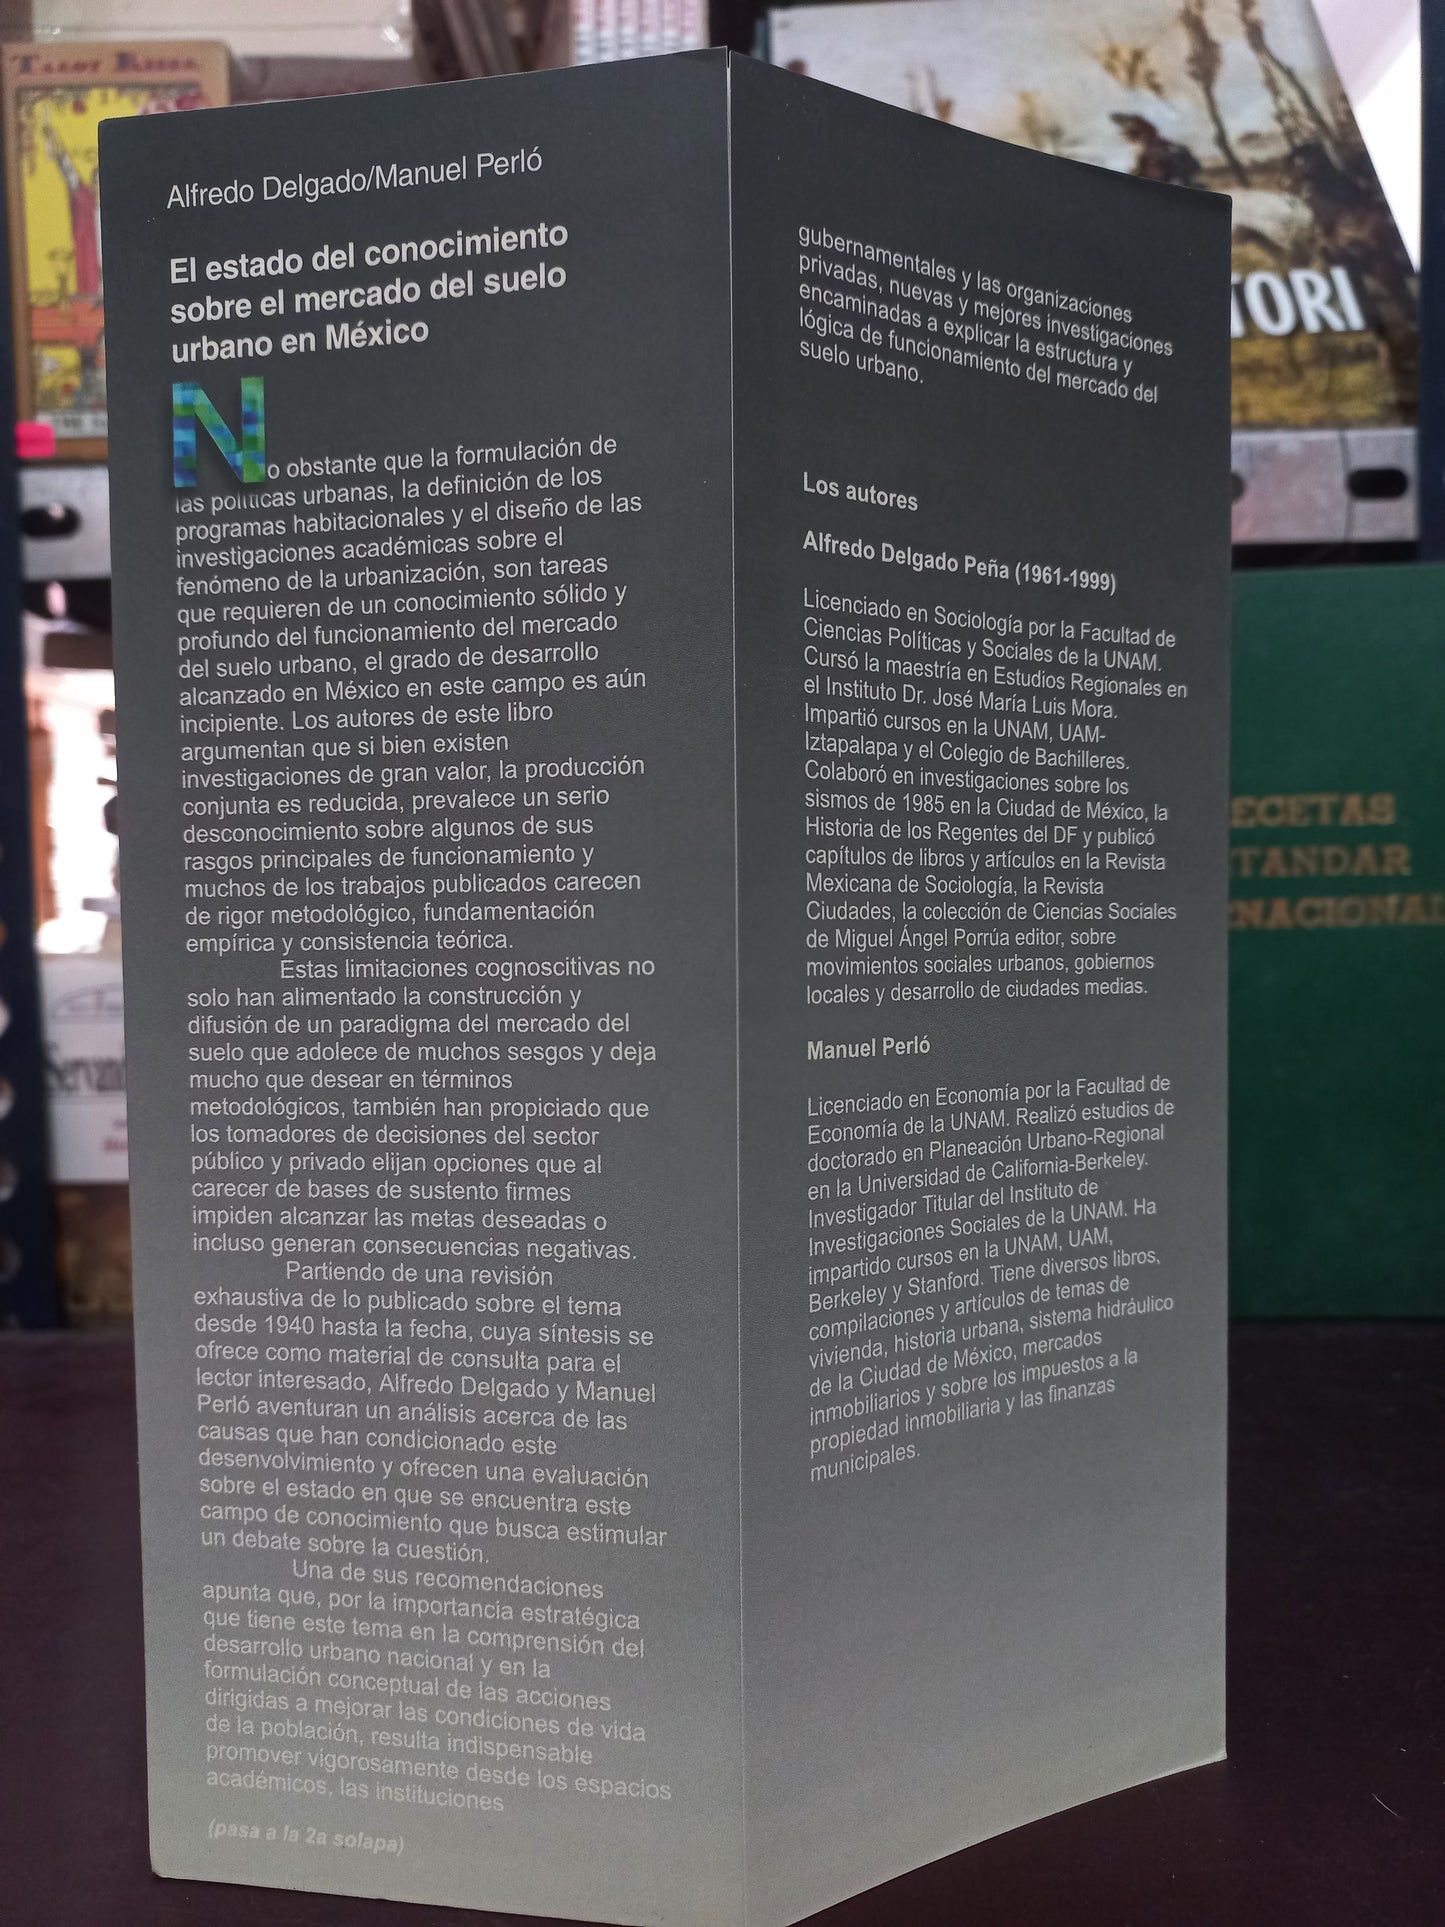 Alfredo Delgado/Manuel Perló
El estado del conocimiento
sobre el mercado del suelo
urbano en México
No obstante que la formulación de
las políticas urbanas, la definición de los
programas habitacionales y el diseño de las
investigaciones académicas sobre el
fenómeno de la urbanización, son tareas
que requieren de un conocimiento sólido y
profundo del funcionamiento del mercado
del suelo urbano, el grado de desarrollo
alcanzado en México en este campo es aún
incipiente. Los autores de este libro
argumentan que si bien existen
investigaciones de gran valor, la producción
conjunta es reducida, prevalece un serio
desconocimiento sobre algunos de sus
rasgos principales de funcionamiento y
muchos de los trabajos publicados carecen
de rigor metodológico, fundamentación
empírica y consistencia teórica.
Estas limitaciones cognoscitivas no
solo han alimentado la construcción y
difusión de un paradigma del mercado del
suelo que adolece de muchos sesgos y deja
mucho que desear en términos
metodológicos, también han propiciado que
los tomadores de decisiones del sector
público y privado elijan opciones que al
carecer de bases de sustento firmes
impiden alcanzar las metas deseadas o
incluso generan consecuencias negativas.
Partiendo de una revisión
exhaustiva de lo publicado sobre el tema
desde 1940 hasta la fecha, cuya síntesis se
ofrece como material de consulta para el
lector interesado, Alfredo Delgado y Manuel
Perló aventuran un análisis acerca de las
causas que han condicionado este
desenvolvimiento y ofrecen una evaluación
sobre el estado en que se encuentra este
campo de conocimiento que busca estimular
un debate sobre la cuestión.
Una de sus recomendaciones
apunta que, por la importancia estratégica
que tiene este tema en la comprensión del
desarrollo urbano nacional y en la
formulación conceptual de las acciones
dirigidas a mejorar las condiciones de vida
de la población, resulta indispensable
promover vigorosamente desde los espacios
académicos, las instituciones
(pasa a la 2a solapa)
gubernamentales y las organizaciones
privadas, nuevas y mejores investigaciones
encaminadas a explicar la estructura y
lógica de funcionamiento del mercado del
suelo urbano.
Los autores
Alfredo Delgado Peña (1961-1999)
Licenciado en Sociología por la Facultad de
Ciencias Políticas y Sociales de la UNAM.
Cursó la maestría en Estudios Regionales en
el Instituto Dr. José María Luis Mora.
Impartió cursos en la UNAM, UAM-
Iztapalapa y el Colegio de Bachilleres.
Colaboró en investigaciones sobre los
sismos de 1985 en la Ciudad de México, la
Historia de los Regentes del DF y publicó
capítulos de libros y artículos en la Revista
Mexicana de Sociología, la Revista
Ciudades, la colección de Ciencias Sociales
de Miguel Ángel Porrúa editor, sobre
movimientos sociales urbanos, gobiernos
locales y desarrollo de ciudades medias.
Manuel Perló
Licenciado en Economía por la Facultad de
Economía de la UNAM. Realizó estudios de
doctorado en Planeación Urbano-Regional
en la Universidad de California-Berkeley.
Investigador Titular del Instituto de
Investigaciones Sociales de la UNAM. Ha
impartido cursos en la UNAM, UAM,
Berkeley y Stanford. Tiene diversos libros,
compilaciones y artículos de temas de
vivienda, historia urbana, sistema hidráulico
de la Ciudad de México, mercados
inmobiliarios y sobre los impuestos a la
propiedad inmobiliaria y las finanzas
municipales.
TAROT RIDER
TORI
ECETAS
TANDAR
NACIONAL